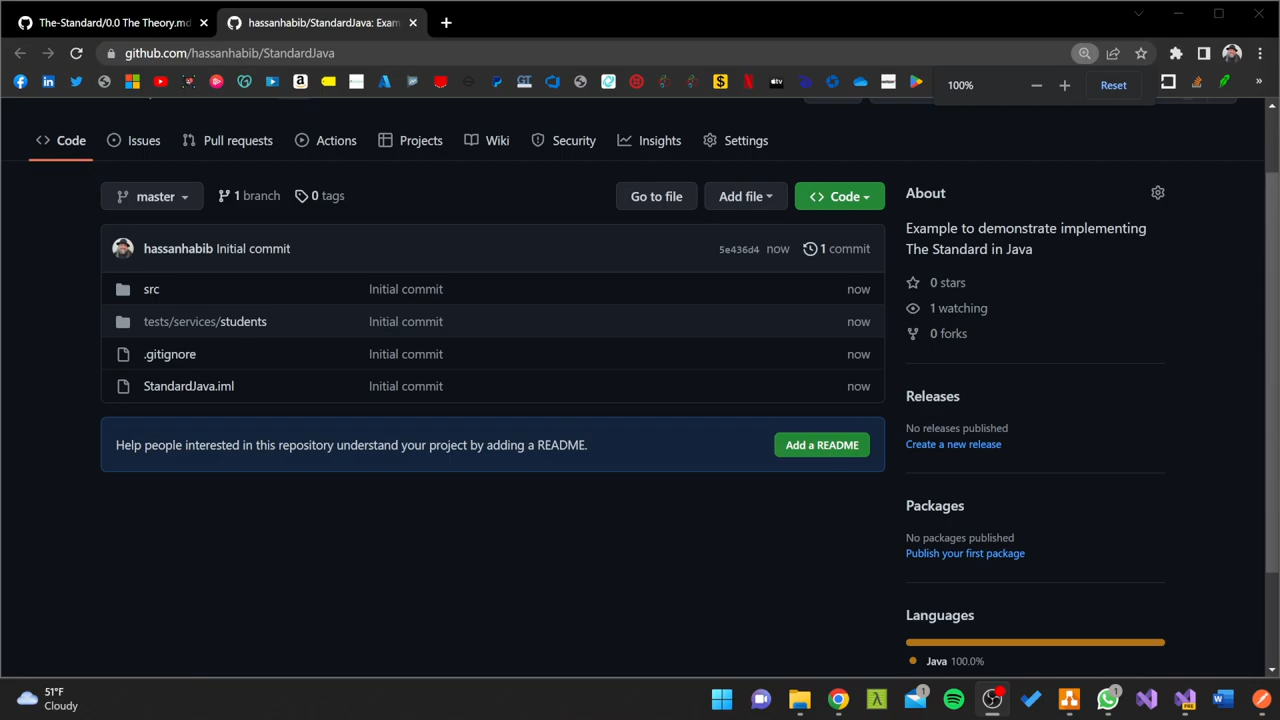 The-Standard/0.0 The Theory.md
hassanhabib/StandardJava: Exam
github.com/hassanhabib/StandardJava
100%
Reset
Code
Issues
Pull requests
Actions
Projects
Wiki
Security
Insights
Settings
master
1 branch
0 tags
Go to file
Add file
Code
About
Example to demonstrate implementing
The Standard in Java
hassanhabib Initial commit
5e436d4 now
1 commit
src Initial commit now
tests/services/students Initial commit now
.gitignore Initial commit now
StandardJava.iml Initial commit now
0 stars
1 watching
0 forks
Help people interested in this repository understand your project by adding a README.
Add a README
Releases
No releases published
Create a new release
Packages
No packages published
Publish your first package
Languages
Java 100.0%
51°F
Cloudy
1
1